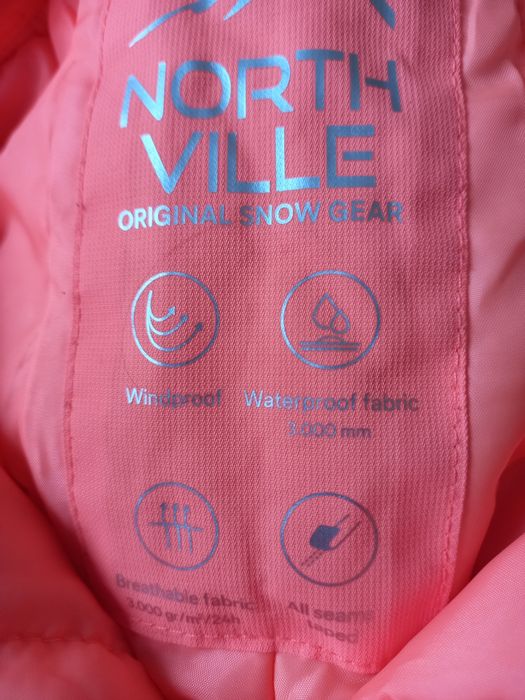 NORTH
VILLE
ORIGINAL SNOW GEAR
Windproof
Waterproof fabric
3.000 mm
Breathable fabric
3.000 gr/m²/24h
All seams
taped